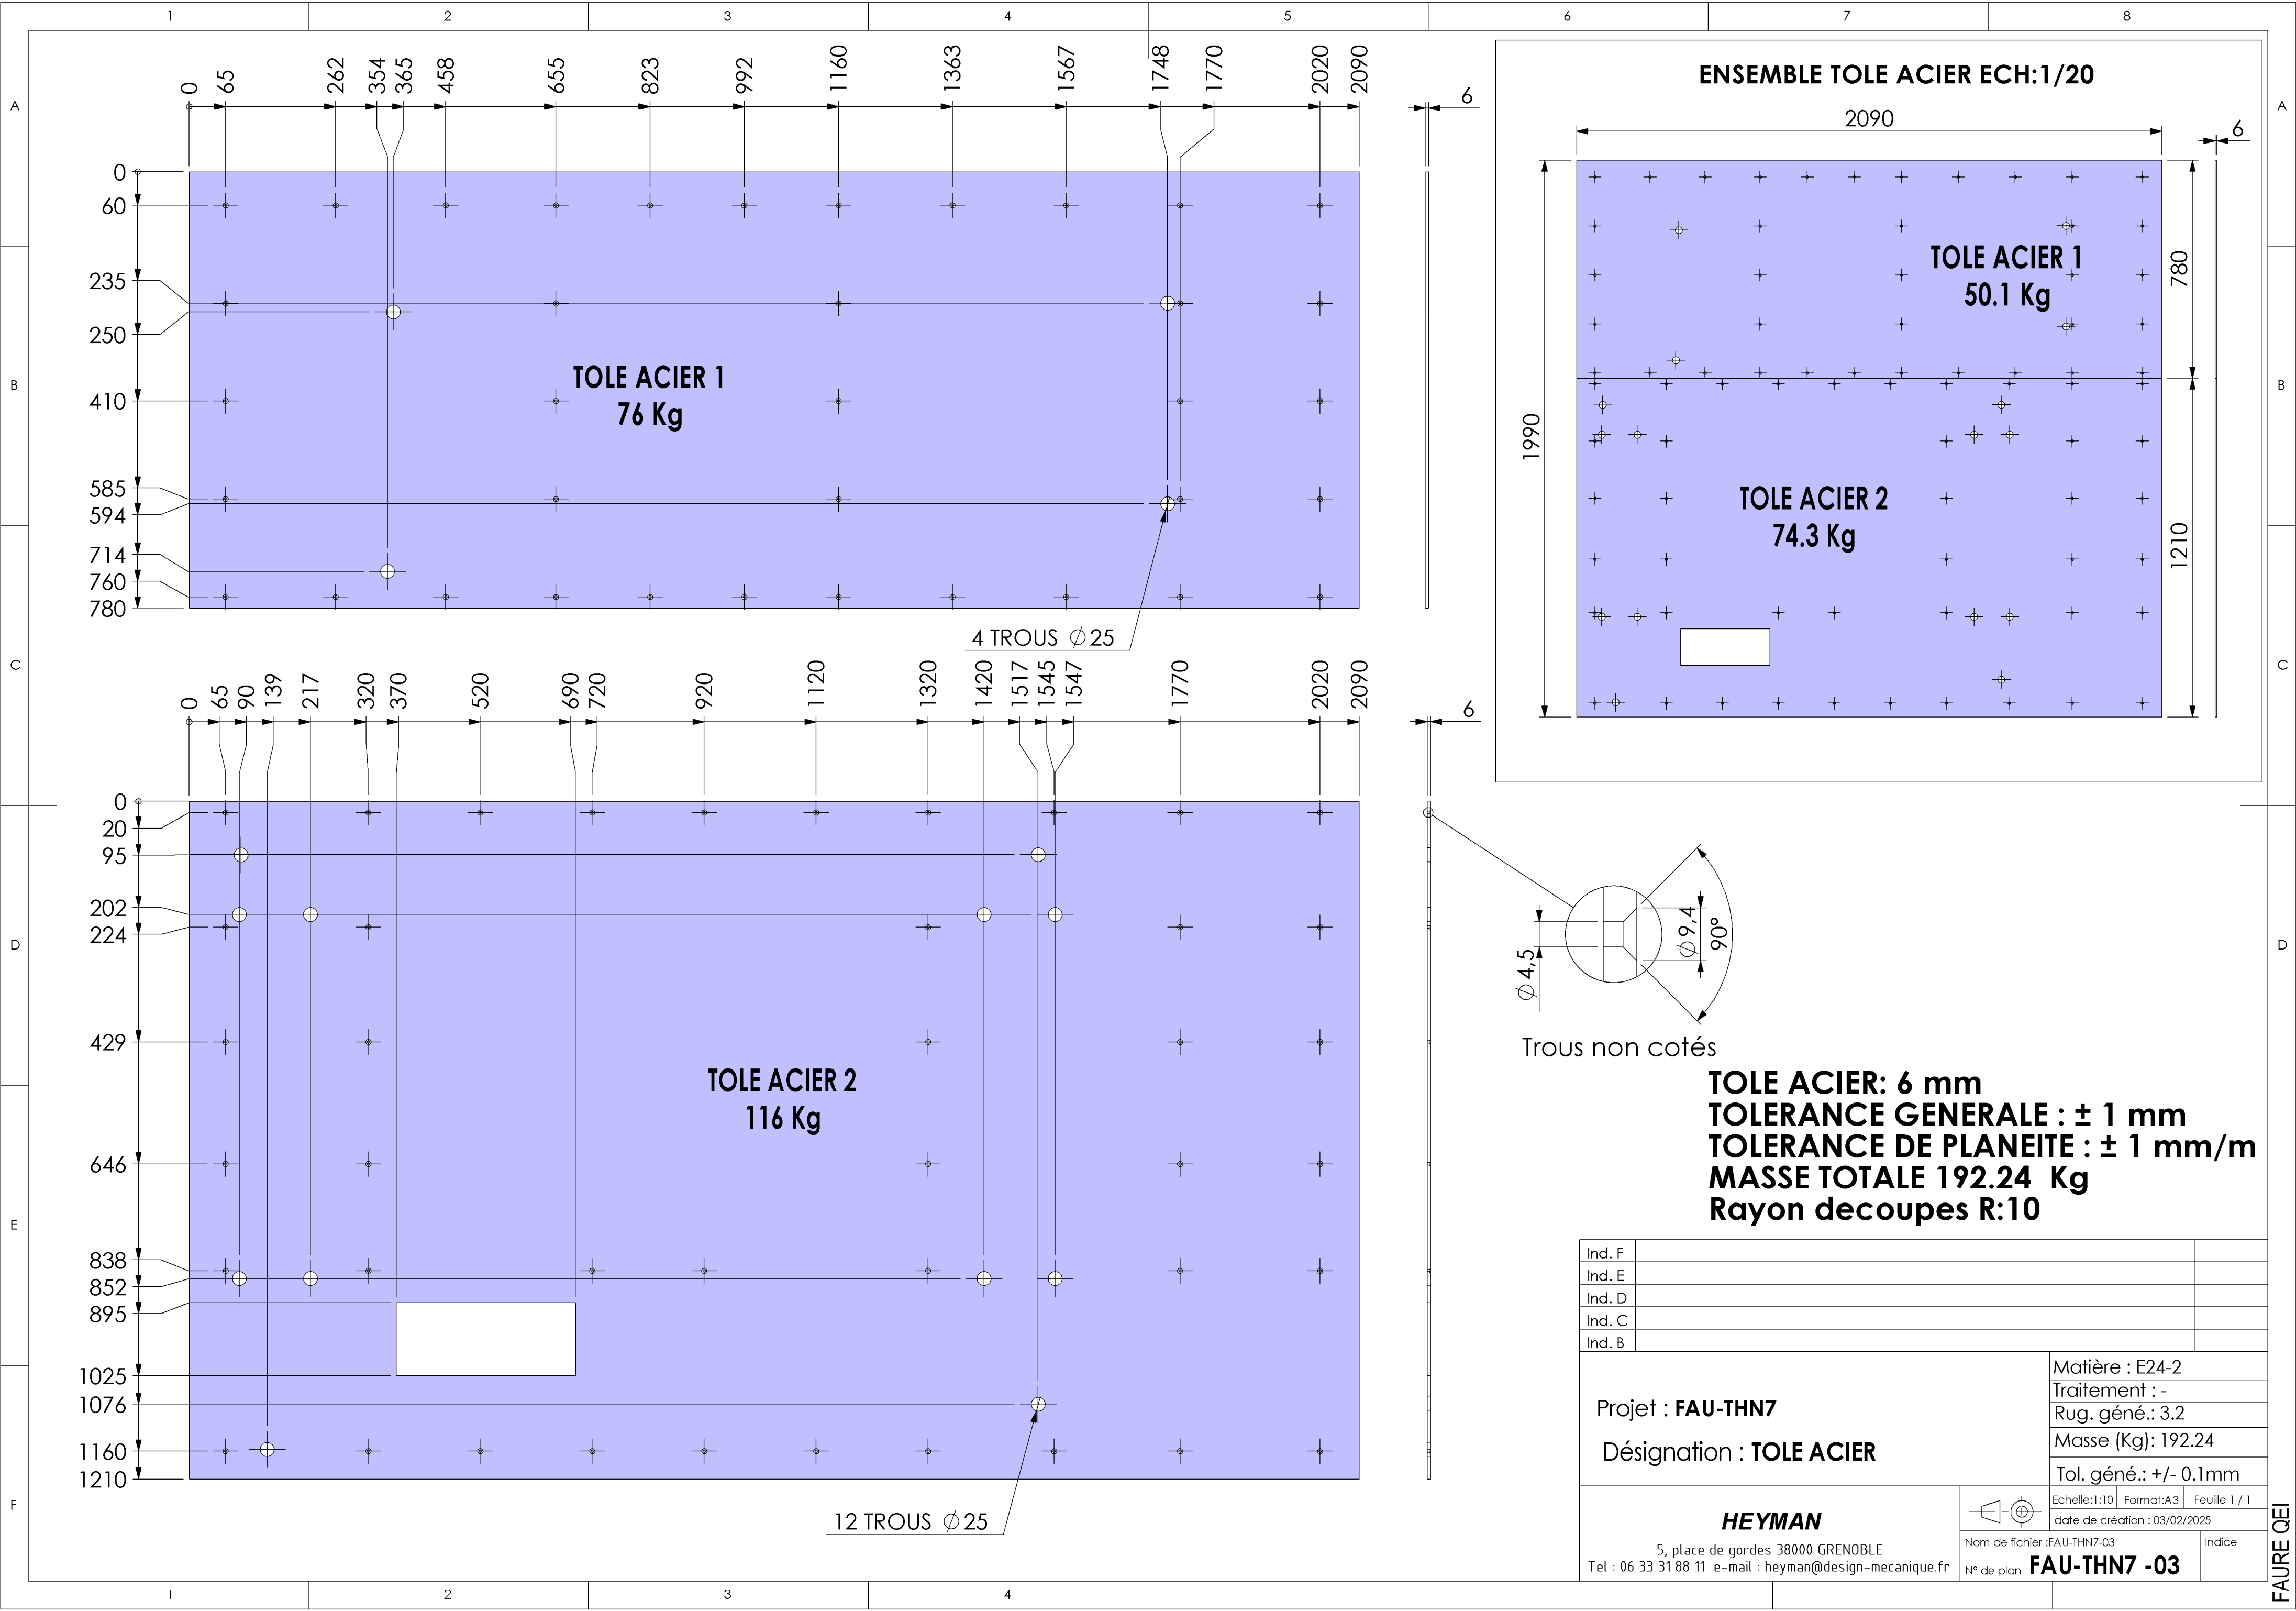 1 2 3 4 5 6 7 8
A A
B B
C C
D D
E
F
0 65 262 354 365 458 655 823 992 1160 1363 1567 1748 1770 2020 2090
6
0
60
235
250
410
585
594
714
760
780
TOLE ACIER 1
76 Kg
4 TROUS ∅25
ENSEMBLE TOLE ACIER ECH:1/20
2090
6
1990
780
1210
TOLE ACIER 1
50.1 Kg
TOLE ACIER 2
74.3 Kg
0 65 90 139 217 320 370 520 690 720 920 1120 1320 1420 1517 1545 1547 1770 2020 2090
6
0
20
95
202
224
429
646
838
852
895
1025
1076
1160
1210
TOLE ACIER 2
116 Kg
12 TROUS ∅25
∅4,5
∅9,4
90°
Trous non cotés
TOLE ACIER: 6 mm
TOLERANCE GENERALE : ± 1 mm
TOLERANCE DE PLANEITE : ± 1 mm/m
MASSE TOTALE 192.24 Kg
Rayon decoupes R:10
Ind. F
Ind. E
Ind. D
Ind. C
Ind. B
Projet : FAU-THN7
Désignation : TOLE ACIER
Matière : E24-2
Traitement : -
Rug. géné.: 3.2
Masse (Kg): 192.24
Tol. géné.: +/- 0.1mm
Echelle:1:10 Format:A3 Feuille 1 / 1
date de création : 03/02/2025
HEYMAN
5, place de gordes 38000 GRENOBLE
Tel : 06 33 31 88 11 e-mail : heyman@design-mecanique.fr
Nom de fichier :FAU-THN7-03
Indice
N° de plan FAU-THN7 -03
FAURE QEI
1 2 3 4